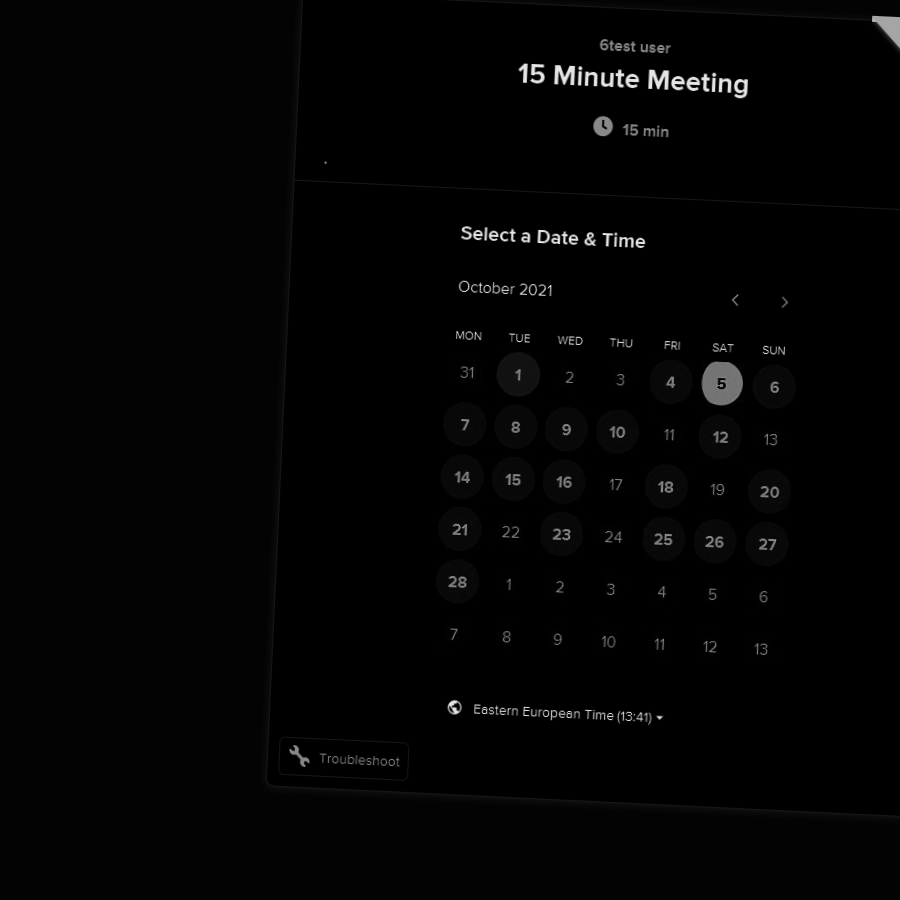 6test user
15 Minute Meeting
15 min
Select a Date & Time
October 2021
MON TUE WED THU FRI SAT SUN
31 1 2 3 4 5 6
7 8 9 10 11 12 13
14 15 16 17 18 19 20
21 22 23 24 25 26 27
28 1 2 3 4 5 6
7 8 9 10 11 12 13
Eastern European Time (13:41)
Troubleshoot